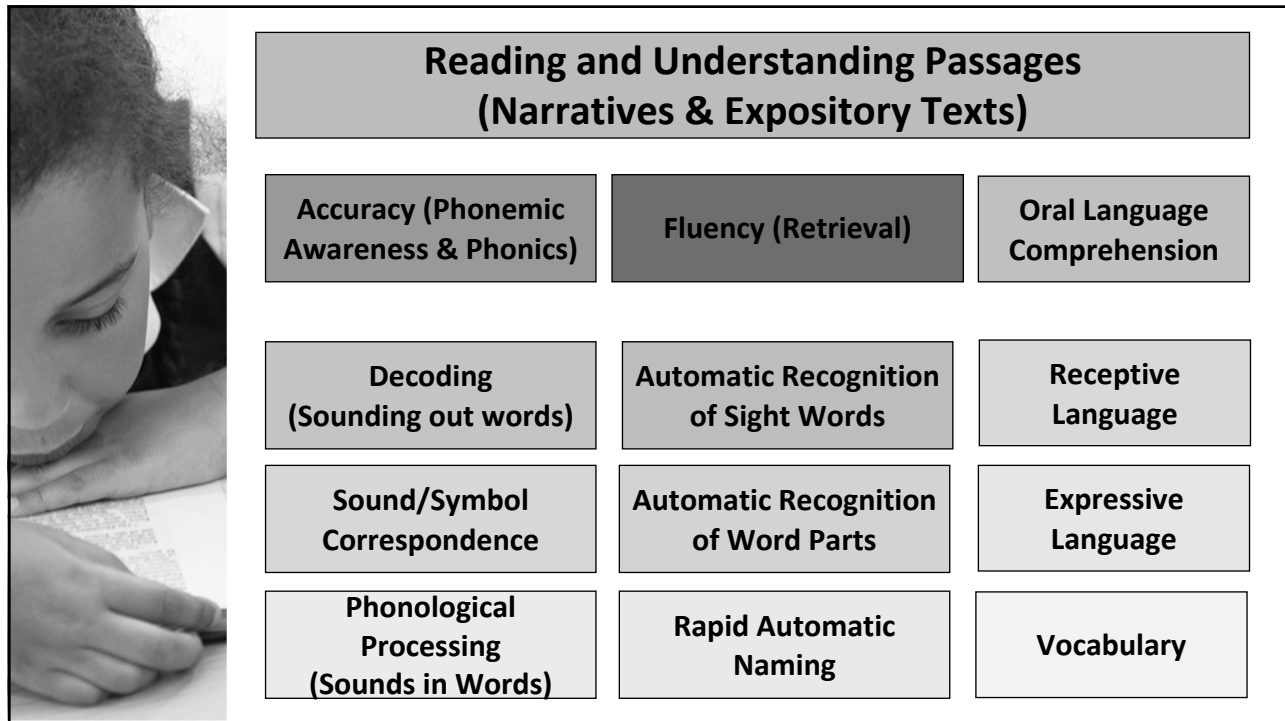 Reading and Understanding Passages
(Narratives & Expository Texts)
Accuracy (Phonemic
Awareness & Phonics)
Fluency (Retrieval)
Oral Language
Comprehension
Decoding
(Sounding out words)
Automatic Recognition
of Sight Words
Receptive
Language
Sound/Symbol
Correspondence
Automatic Recognition
of Word Parts
Expressive
Language
Phonological
Processing
(Sounds in Words)
Rapid Automatic
Naming
Vocabulary